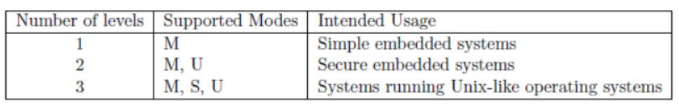 Number of levels Supported Modes Intended Usage
1 M Simple embedded systems
2 M, U Secure embedded systems
3 M, S, U Systems running Unix-like operating systems